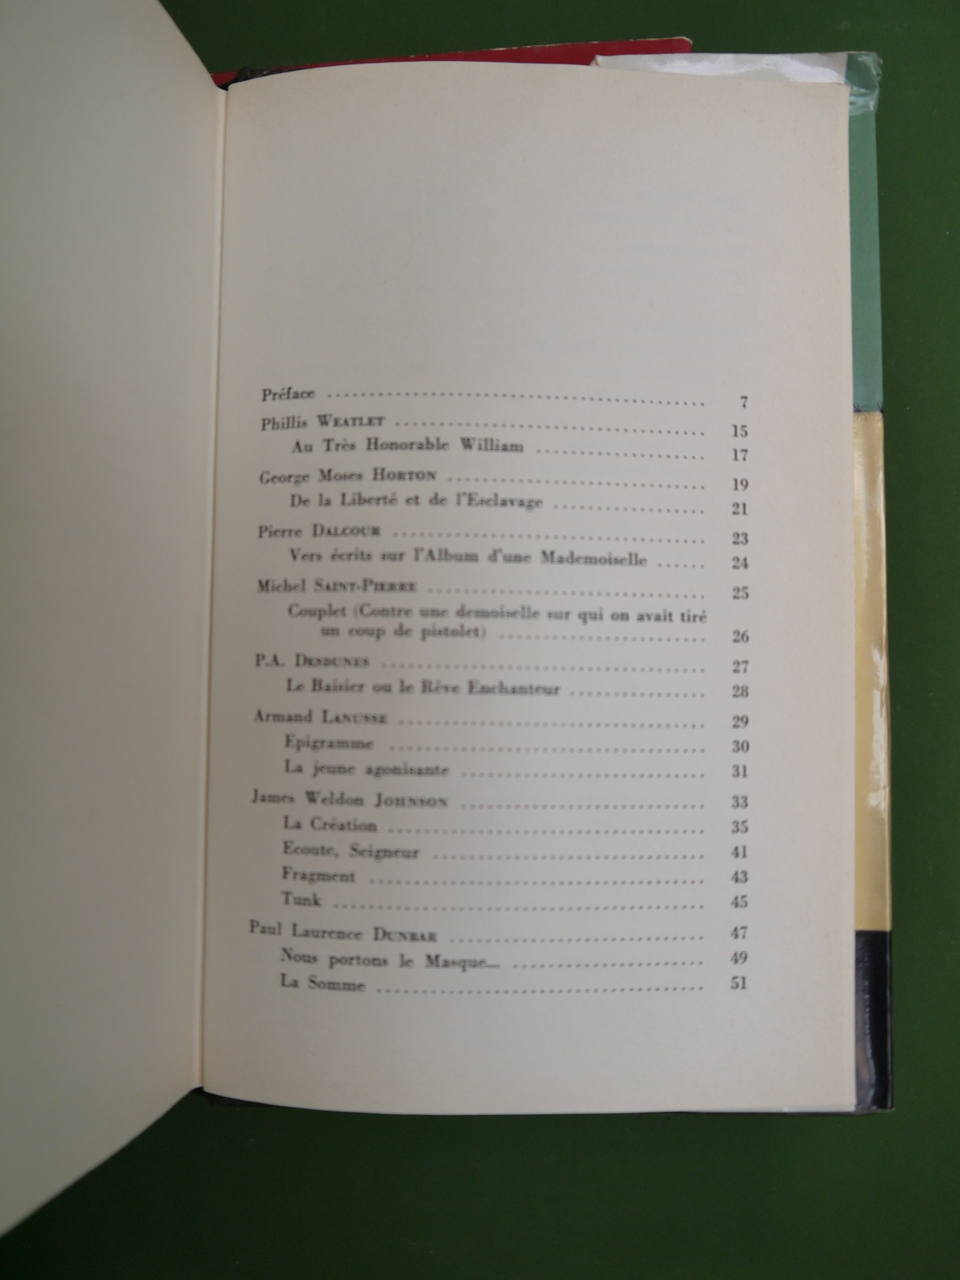 Préface 7
Phillis WEATLET 15
Au Très Honorable William 17
George Moses HORTON 19
De la Liberté et de l'Esclavage 21
Pierre DALCOUR 23
Vers écrits sur l'Album d'une Mademoiselle 24
Michel SAINT-PIERRE 25
Couplet (Contre une demoiselle sur qui on avait tiré
un coup de pistolet) 26
P.A. DESDUNES 27
Le Baisier ou le Rêve Enchanteur 28
Armand LANUSSE 29
Epigramme 30
La jeune agonisante 31
James Weldon JOHNSON 33
La Création 35
Ecoute, Seigneur 41
Fragment 43
Tunk 45
Paul Laurence DUNBAR 47
Nous portons le Masque... 49
La Somme 51